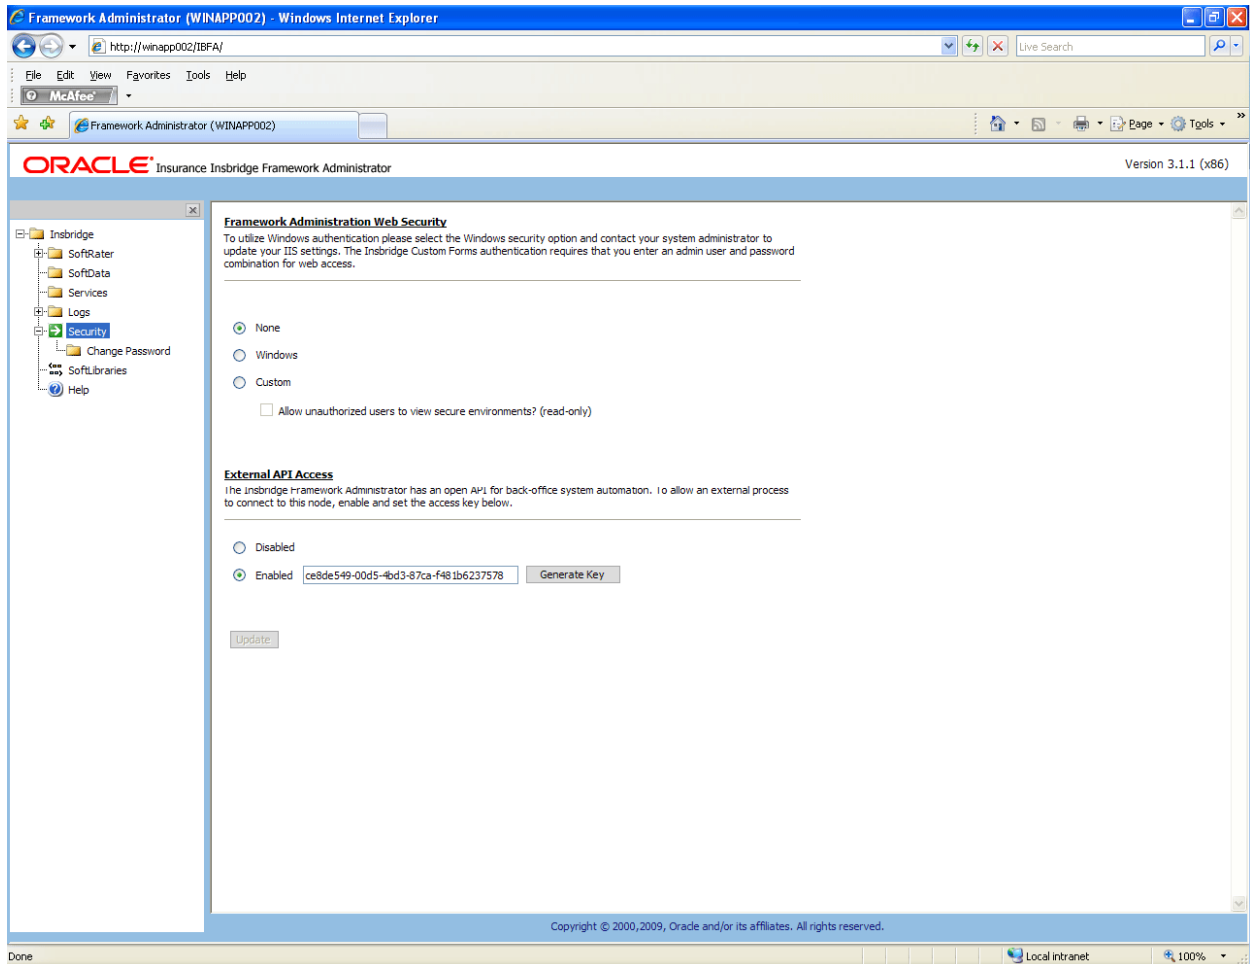 Framework Administrator (WINAPP002) - Windows Internet Explorer
http://winapp002/IBFA/
Live Search
File Edit View Favorites Tools Help
McAfee
Framework Administrator (WINAPP002)
Page Tools
ORACLE Insurance Insbridge Framework Administrator
Version 3.1.1 (x86)
Insbridge
SoftRater
SoftData
Services
Logs
Security
Change Password
SoftLibraries
Help
Framework Administration Web Security
To utilize Windows authentication please select the Windows security option and contact your system administrator to
update your IIS settings. The Insbridge Custom Forms authentication requires that you enter an admin user and password
combination for web access.
None
Windows
Custom
Allow unauthorized users to view secure environments? (read-only)
External API Access
The Insbridge Framework Administrator has an open API for back-office system automation. To allow an external process
to connect to this node, enable and set the access key below.
Disabled
Enabled ce8de549-00d5-4bd3-87ca-f481b6237578 Generate Key
Update
Copyright © 2000,2009, Oracle and/or its affiliates. All rights reserved.
Done
Local intranet
100%